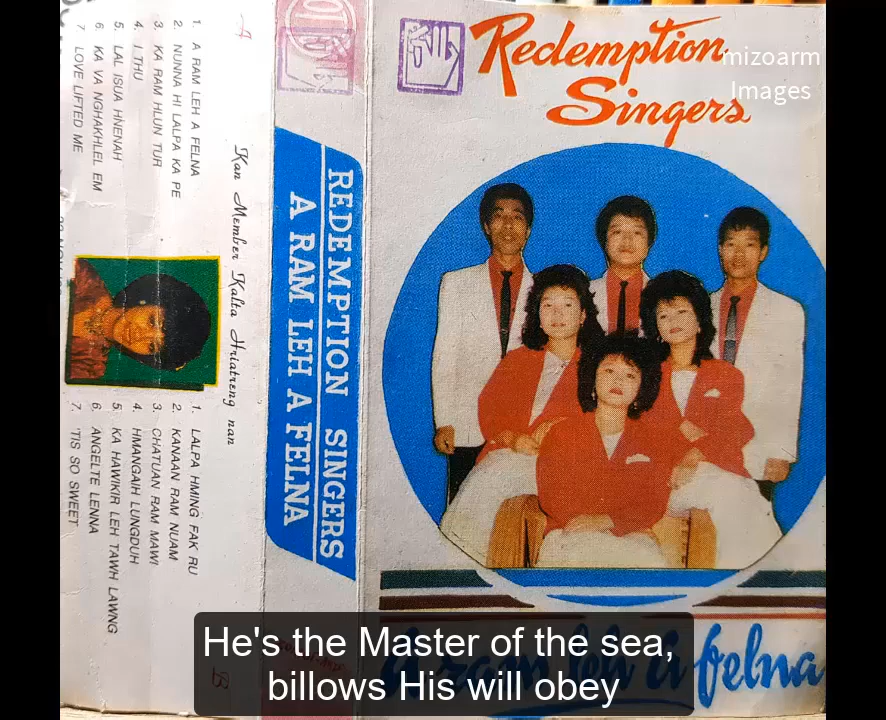 Redemption
Singers
mizoarm
Images
REDEMPTION SINGERS
A RAM LEH A FELNA
A
Kan Member Kalta Hriatreng nan
1. A RAM LEH A FELNA
2. NUNNA HI LALPA KA PE
3. KA RAM HLUN TUR
4. I THU
5. LAL ISUA HNENAH
6. KA VA NGHAKHLEL EM
7 LOVE LIFTED ME
1. LALPA HMING FAK RU
2. KANAAN RAM NUAM
3. CHATUAN RAM MAWI
4. HMANGAIH LUNGDUH
5. KA HAWIKIR LEH TAWH LAWNG
6. ANGELTE LENNA
7. 'TIS SO SWEET
A ram leh a felna
He's the Master of the sea,
billows His will obey